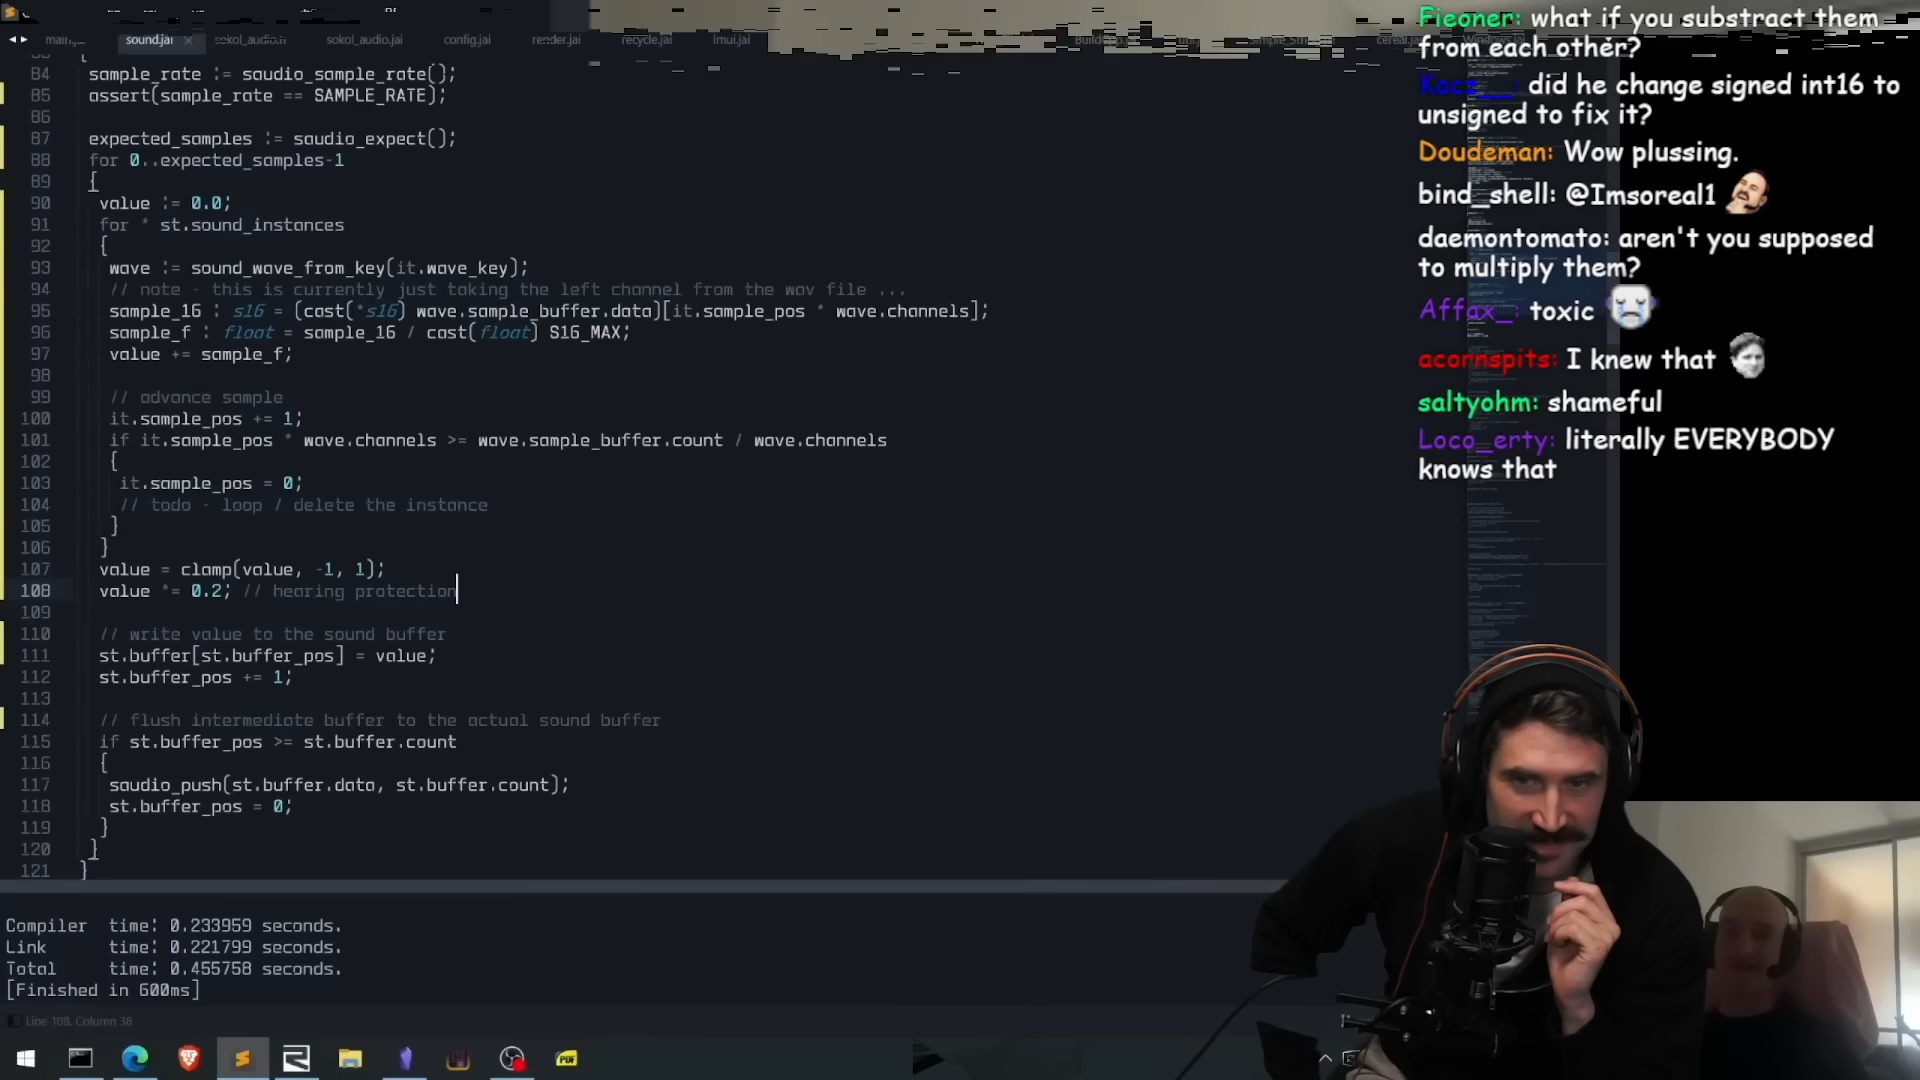 main.jai sound.jai sokol_audio.h sokol_audio.jai config.jai render.jai recycle.jai imui.jai
84 sample_rate := saudio_sample_rate();
85 assert(sample_rate == SAMPLE_RATE);
86
87 expected_samples := saudio_expect();
88 for 0..expected_samples-1
89 {
90 value := 0.0;
91 for * st.sound_instances
92 {
93 wave := sound_wave_from_key(it.wave_key);
94 // note - this is currently just taking the left channel from the wav file ...
95 sample_16 : s16 = (cast(*s16) wave.sample_buffer.data)[it.sample_pos * wave.channels];
96 sample_f : float = sample_16 / cast(float) S16_MAX;
97 value += sample_f;
98
99 // advance sample
100 it.sample_pos += 1;
101 if it.sample_pos * wave.channels >= wave.sample_buffer.count / wave.channels
102 {
103 it.sample_pos = 0;
104 // todo - loop / delete the instance
105 }
106 }
107 value = clamp(value, -1, 1);
108 value *= 0.2; // hearing protection
109
110 // write value to the sound buffer
111 st.buffer[st.buffer_pos] = value;
112 st.buffer_pos += 1;
113
114 // flush intermediate buffer to the actual sound buffer
115 if st.buffer_pos >= st.buffer.count
116 {
117 saudio_push(st.buffer.data, st.buffer.count);
118 st.buffer_pos = 0;
119 }
120 }
121 }
Compiler time: 0.233959 seconds.
Link time: 0.221799 seconds.
Total time: 0.455758 seconds.
[Finished in 600ms]
Line 108, Column 38
PDF
Fieoner: what if you substract them
from each other?
Kacz__: did he change signed int16 to
unsigned to fix it?
Doudeman: Wow plussing.
bind_shell: @Imsoreal1
daemontomato: aren't you supposed
to multiply them?
Affax_: toxic
acornspits: I knew that
saltyohm: shameful
Loco_erty: literally EVERYBODY
knows that